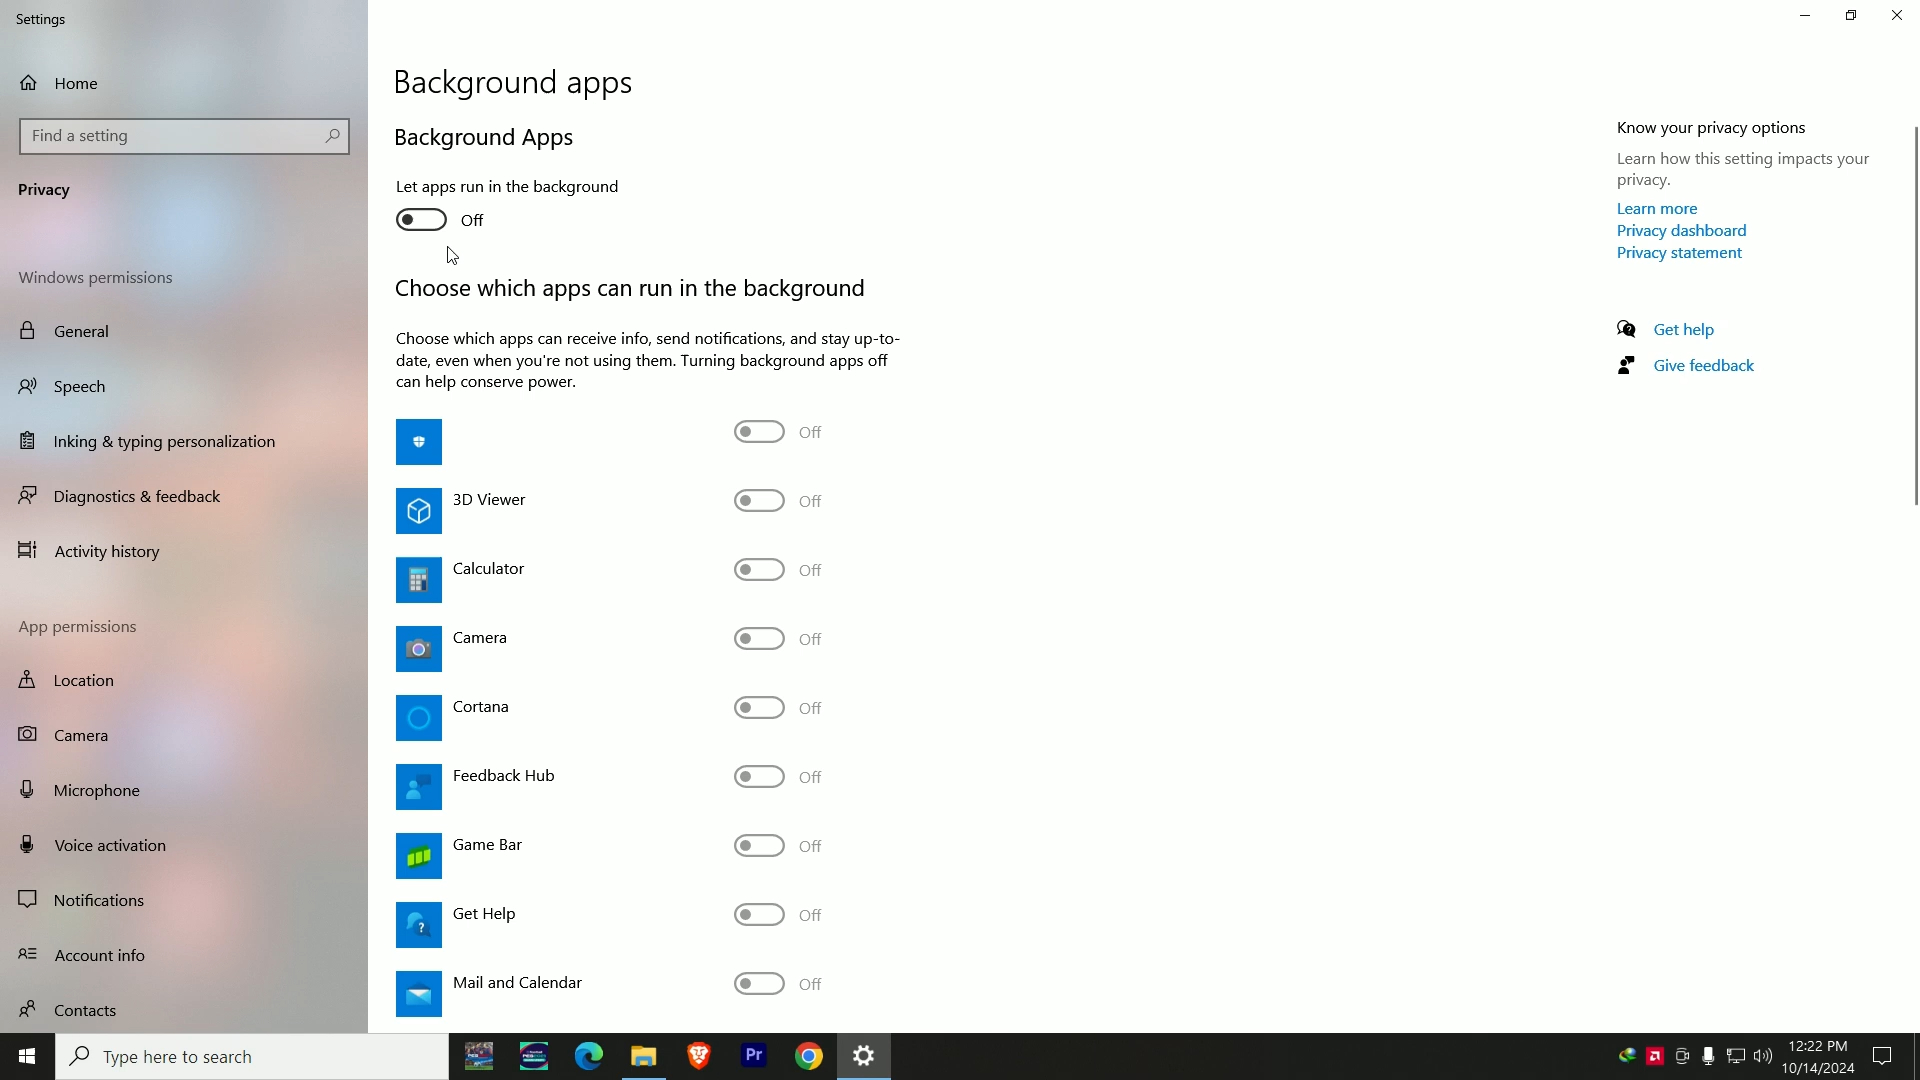 Settings
Home
Find a setting
Privacy
Windows permissions
General
Speech
Inking & typing personalization
Diagnostics & feedback
Activity history
App permissions
Location
Camera
Microphone
Voice activation
Notifications
Account info
Contacts
Background apps
Background Apps
Let apps run in the background
Off
Choose which apps can run in the background
Choose which apps can receive info, send notifications, and stay up-to-
date, even when you're not using them. Turning background apps off
can help conserve power.
Off
3D Viewer Off
Calculator Off
Camera Off
Cortana Off
Feedback Hub Off
Game Bar Off
Get Help Off
Mail and Calendar Off
Know your privacy options
Learn how this setting impacts your
privacy.
Learn more
Privacy dashboard
Privacy statement
Get help
Give feedback
Type here to search
Pr
12:22 PM
10/14/2024